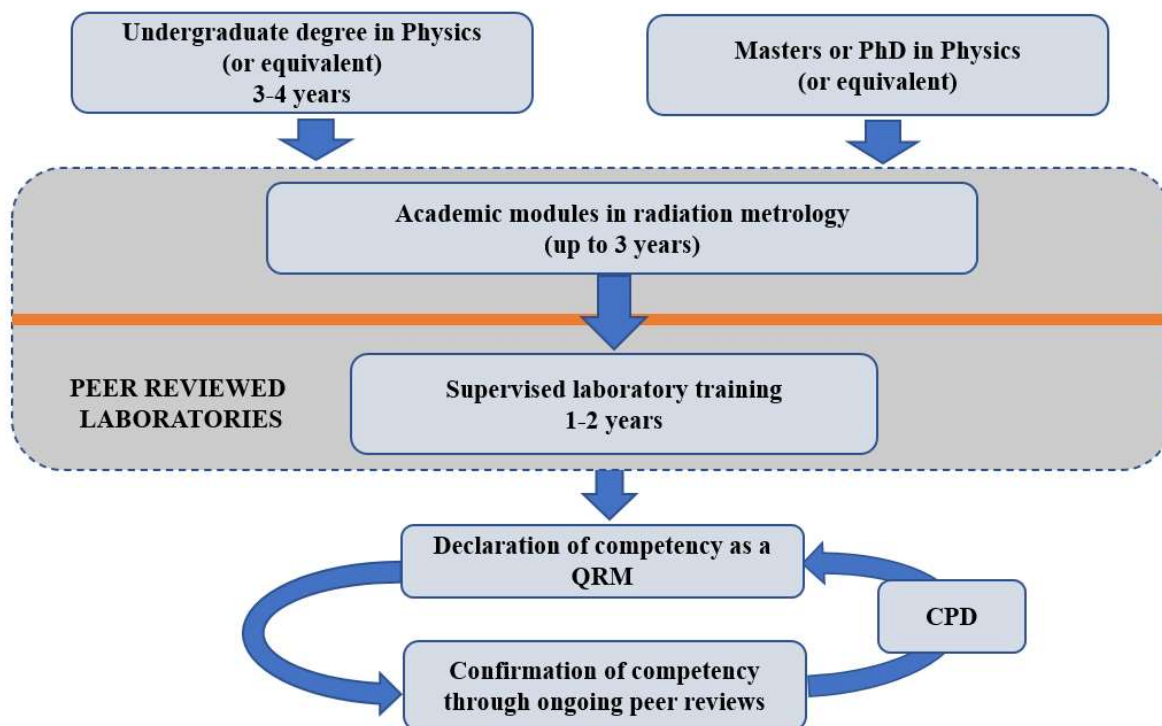 Undergraduate degree in Physics
(or equivalent)
3-4 years
Masters or PhD in Physics
(or equivalent)
Academic modules in radiation metrology
(up to 3 years)
PEER REVIEWED
LABORATORIES
Supervised laboratory training
1-2 years
Declaration of competency as a
QRM
CPD
Confirmation of competency
through ongoing peer reviews